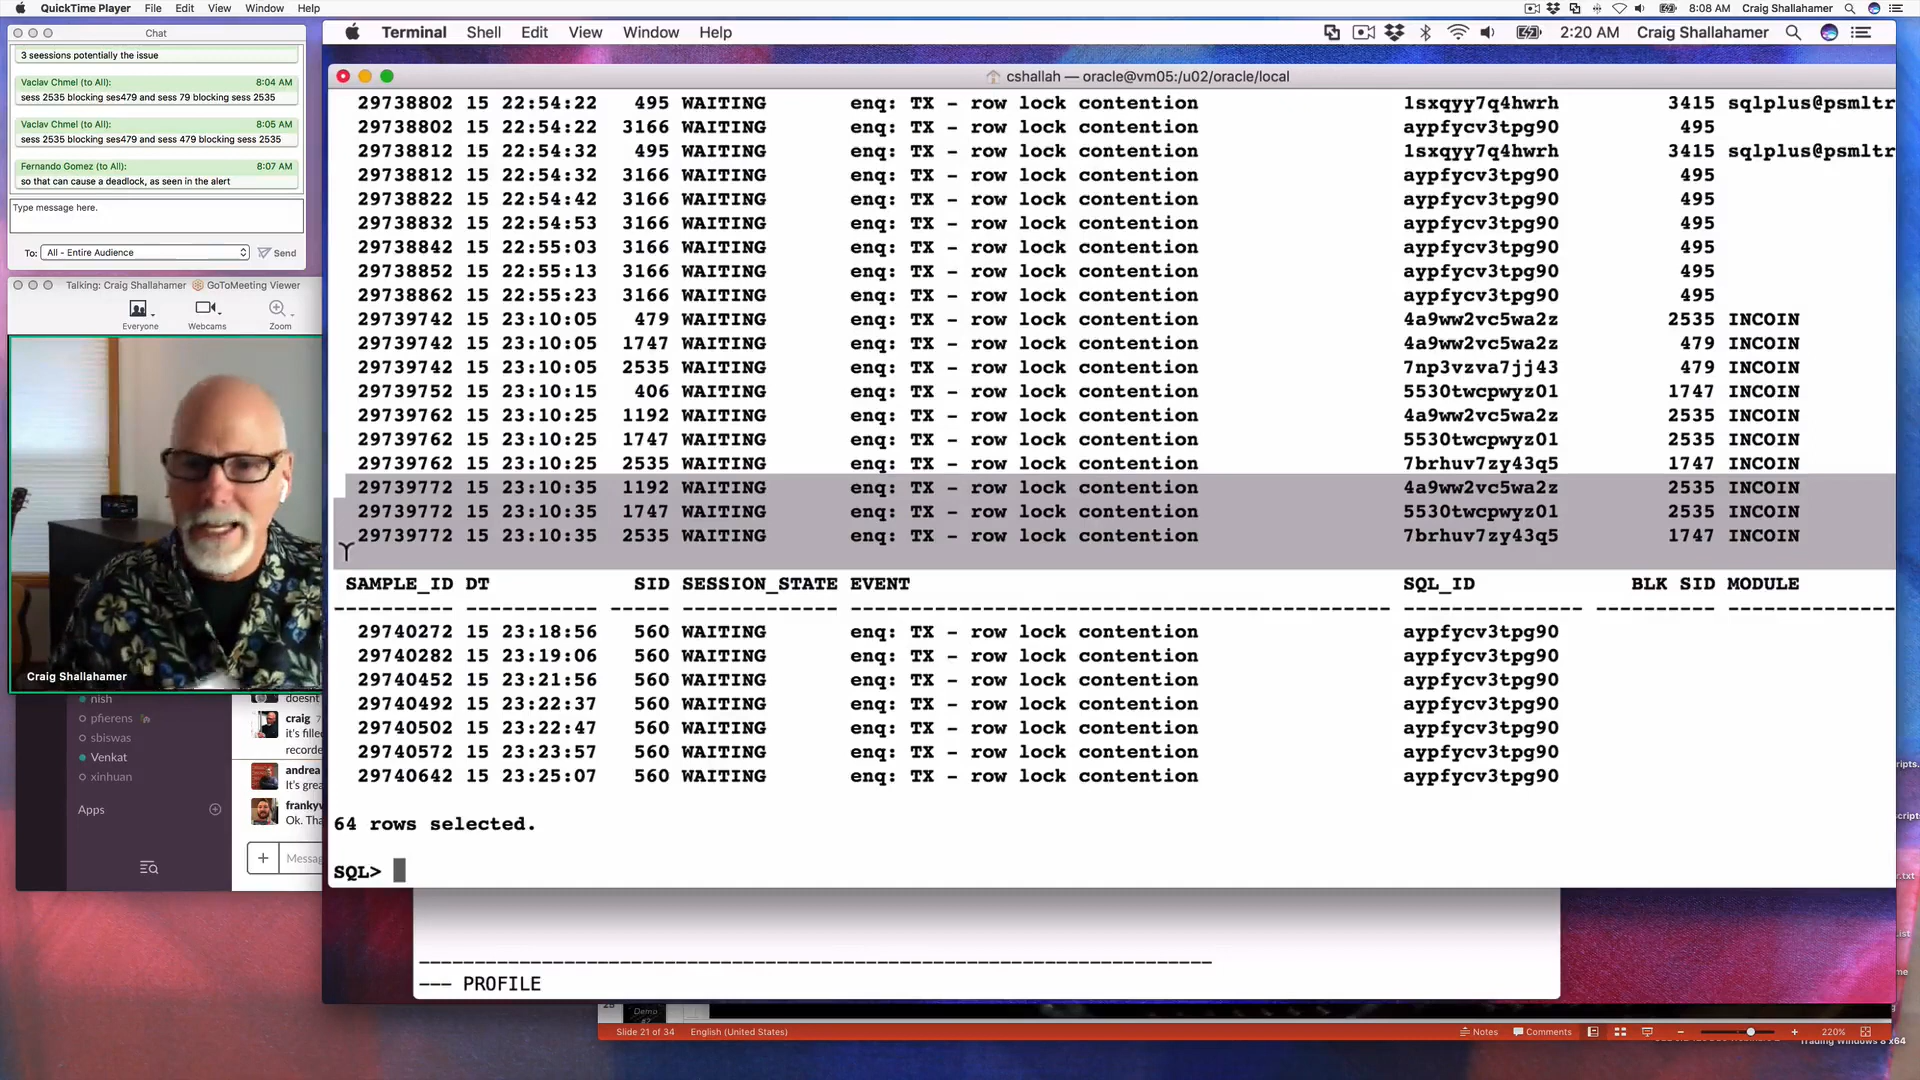 QuickTime Player File Edit View Window Help 8:08 AM Craig Shallahamer
Chat
3 seessions potentially the issue
Vaclav Chmel (to All): 8:04 AM
sess 2535 blocking ses479 and sess 79 blocking sess 2535
Vaclav Chmel (to All): 8:05 AM
sess 2535 blocking ses479 and sess 479 blocking sess 2535
Fernando Gomez (to All): 8:07 AM
so that can cause a deadlock, as seen in the alert
Type message here.
To: All - Entire Audience Send
Talking: Craig Shallahamer GoToMeeting Viewer
Everyone Webcams Zoom
Craig Shallahamer
nish
pfierens
sbiswas
Venkat
xinhuan
Apps
doesnt
craig 7
it's fille
recorde
andrea
It's grea
frankyv
Ok. Tha
Messa
Terminal Shell Edit View Window Help 2:20 AM Craig Shallahamer
cshallah — oracle@vm05:/u02/oracle/local
29738802 15 22:54:22 495 WAITING enq: TX - row lock contention 1sxqyy7q4hwrh 3415 sqlplus@psmltr
29738802 15 22:54:22 3166 WAITING enq: TX - row lock contention aypfycv3tpg90 495
29738812 15 22:54:32 495 WAITING enq: TX - row lock contention 1sxqyy7q4hwrh 3415 sqlplus@psmltr
29738812 15 22:54:32 3166 WAITING enq: TX - row lock contention aypfycv3tpg90 495
29738822 15 22:54:42 3166 WAITING enq: TX - row lock contention aypfycv3tpg90 495
29738832 15 22:54:53 3166 WAITING enq: TX - row lock contention aypfycv3tpg90 495
29738842 15 22:55:03 3166 WAITING enq: TX - row lock contention aypfycv3tpg90 495
29738852 15 22:55:13 3166 WAITING enq: TX - row lock contention aypfycv3tpg90 495
29738862 15 22:55:23 3166 WAITING enq: TX - row lock contention aypfycv3tpg90 495
29739742 15 23:10:05 479 WAITING enq: TX - row lock contention 4a9ww2vc5wa2z 2535 INCOIN
29739742 15 23:10:05 1747 WAITING enq: TX - row lock contention 4a9ww2vc5wa2z 479 INCOIN
29739742 15 23:10:05 2535 WAITING enq: TX - row lock contention 7np3vzva7jj43 479 INCOIN
29739752 15 23:10:15 406 WAITING enq: TX - row lock contention 5530twcpwyz01 1747 INCOIN
29739762 15 23:10:25 1192 WAITING enq: TX - row lock contention 4a9ww2vc5wa2z 2535 INCOIN
29739762 15 23:10:25 1747 WAITING enq: TX - row lock contention 5530twcpwyz01 2535 INCOIN
29739762 15 23:10:25 2535 WAITING enq: TX - row lock contention 7brhuv7zy43q5 1747 INCOIN
29739772 15 23:10:35 1192 WAITING enq: TX - row lock contention 4a9ww2vc5wa2z 2535 INCOIN
29739772 15 23:10:35 1747 WAITING enq: TX - row lock contention 5530twcpwyz01 2535 INCOIN
29739772 15 23:10:35 2535 WAITING enq: TX - row lock contention 7brhuv7zy43q5 1747 INCOIN
SAMPLE_ID DT SID SESSION_STATE EVENT SQL_ID BLK SID MODULE
29740272 15 23:18:56 560 WAITING enq: TX - row lock contention aypfycv3tpg90
29740282 15 23:19:06 560 WAITING enq: TX - row lock contention aypfycv3tpg90
29740452 15 23:21:56 560 WAITING enq: TX - row lock contention aypfycv3tpg90
29740492 15 23:22:37 560 WAITING enq: TX - row lock contention aypfycv3tpg90
29740502 15 23:22:47 560 WAITING enq: TX - row lock contention aypfycv3tpg90
29740572 15 23:23:57 560 WAITING enq: TX - row lock contention aypfycv3tpg90
29740642 15 23:25:07 560 WAITING enq: TX - row lock contention aypfycv3tpg90
64 rows selected.
SQL>
--- PROFILE
Demo
Slide 21 of 34 English (United States) Notes Comments 220%
Trading Windows 8 x64